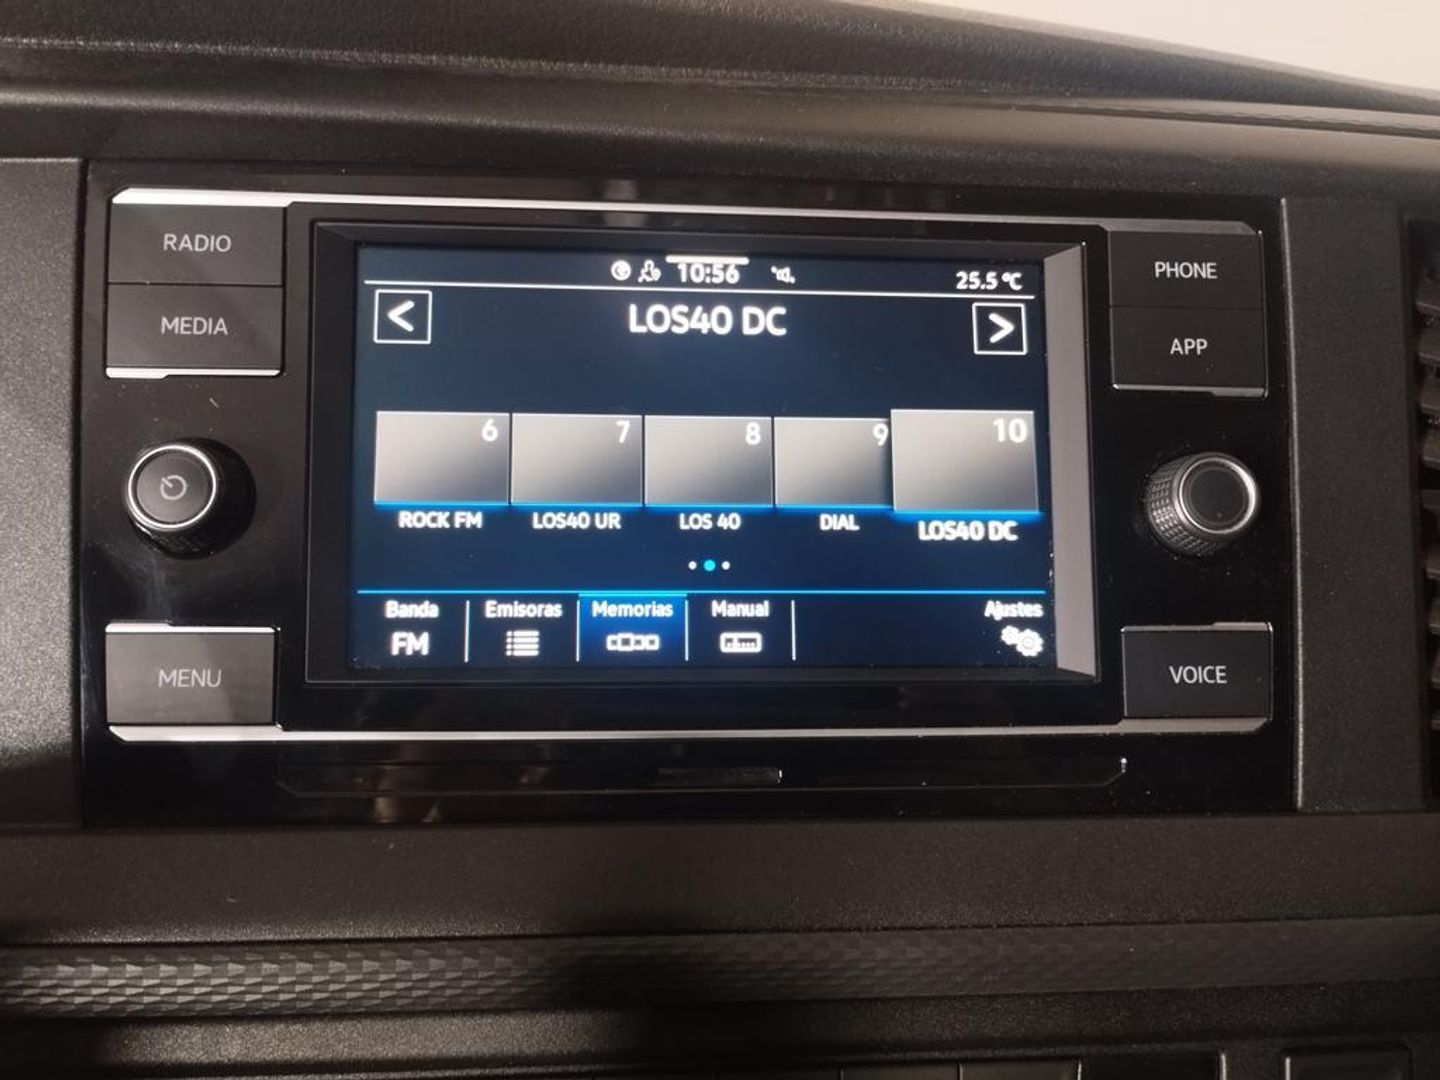 RADIO
MEDIA
MENU
10:56
25.5 °C
<
LOS40 DC
>
6
7
8
9
10
ROCK FM
LOS40 UR
LOS 40
DIAL
LOS40 DC
Banda
Emisoras
Memorias
Manual
Ajustes
FM
PHONE
APP
VOICE